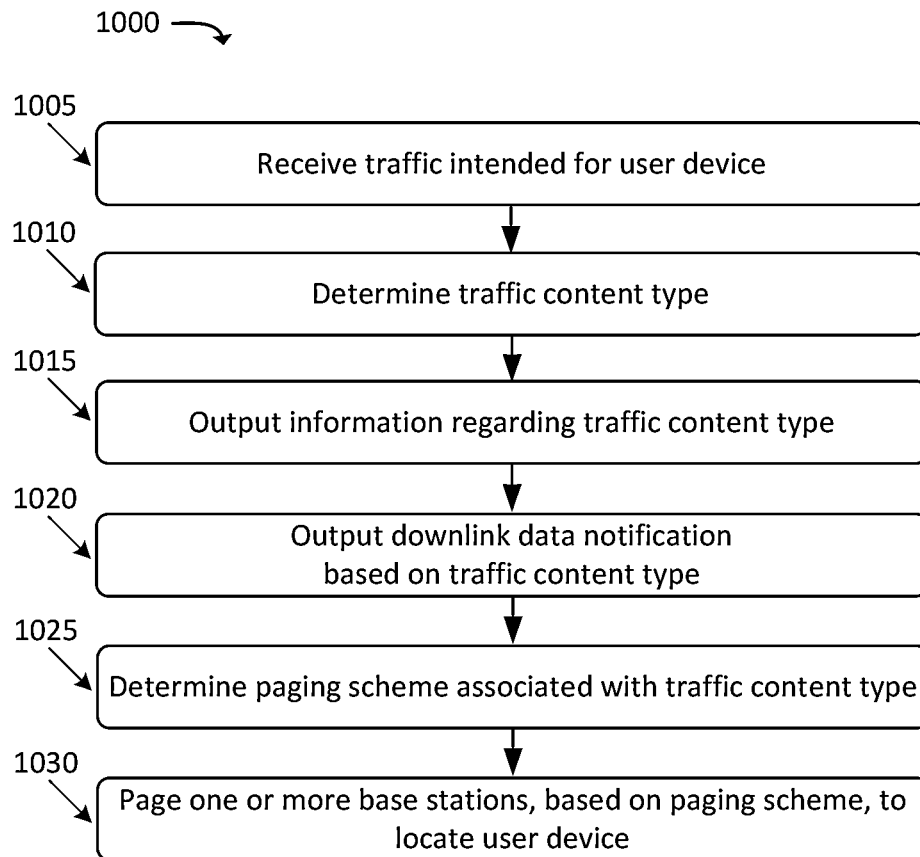 1000
1005
Receive traffic intended for user device
1010
Determine traffic content type
1015
Output information regarding traffic content type
1020
Output downlink data notification
based on traffic content type
1025
Determine paging scheme associated with traffic content type
1030
Page one or more base stations, based on paging scheme, to
locate user device